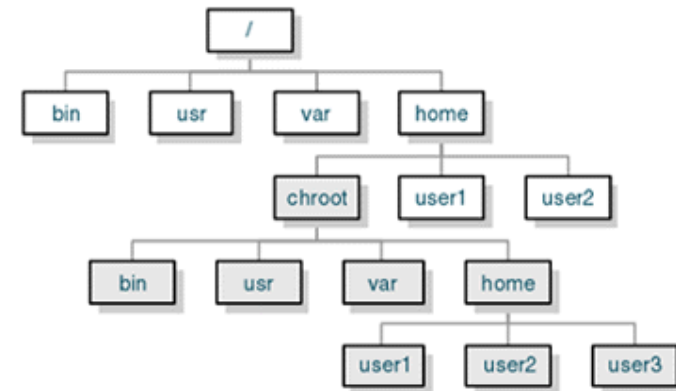 /
bin usr var home
chroot user1 user2
bin usr var home
user1 user2 user3